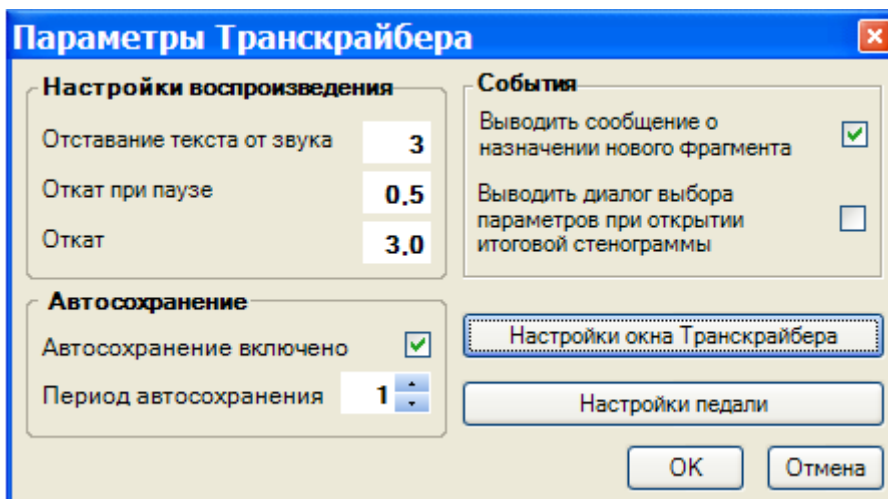 Параметры Транскрайбера
Настройки воспроизведения
Отставание текста от звука 3
Откат при паузе 0.5
Откат 3.0
Автосохранение
Автосохранение включено
Период автосохранения 1
События
Выводить сообщение о
назначении нового фрагмента
Выводить диалог выбора
параметров при открытии
итоговой стенограммы
Настройки окна Транскрайбера
Настройки педали
OK Отмена